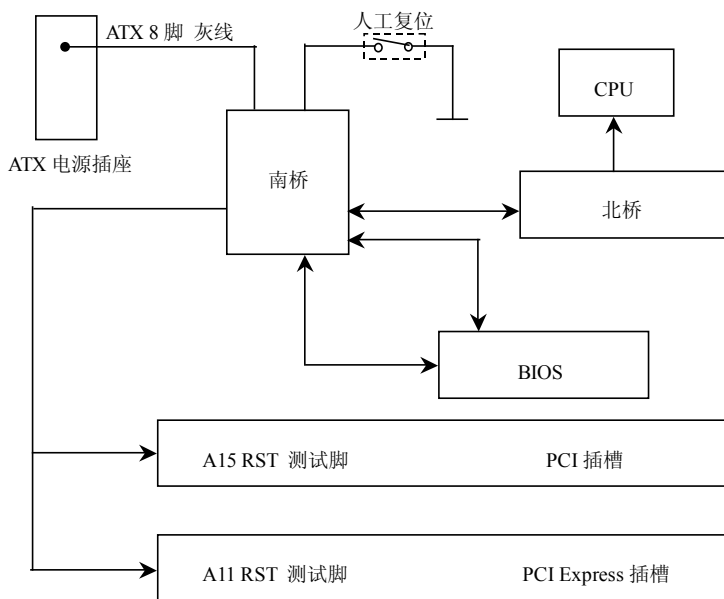 ATX 8 脚 灰线
人工复位
CPU
ATX 电源插座
南桥
北桥
BIOS
A15 RST 测试脚 PCI 插槽
A11 RST 测试脚 PCI Express 插槽